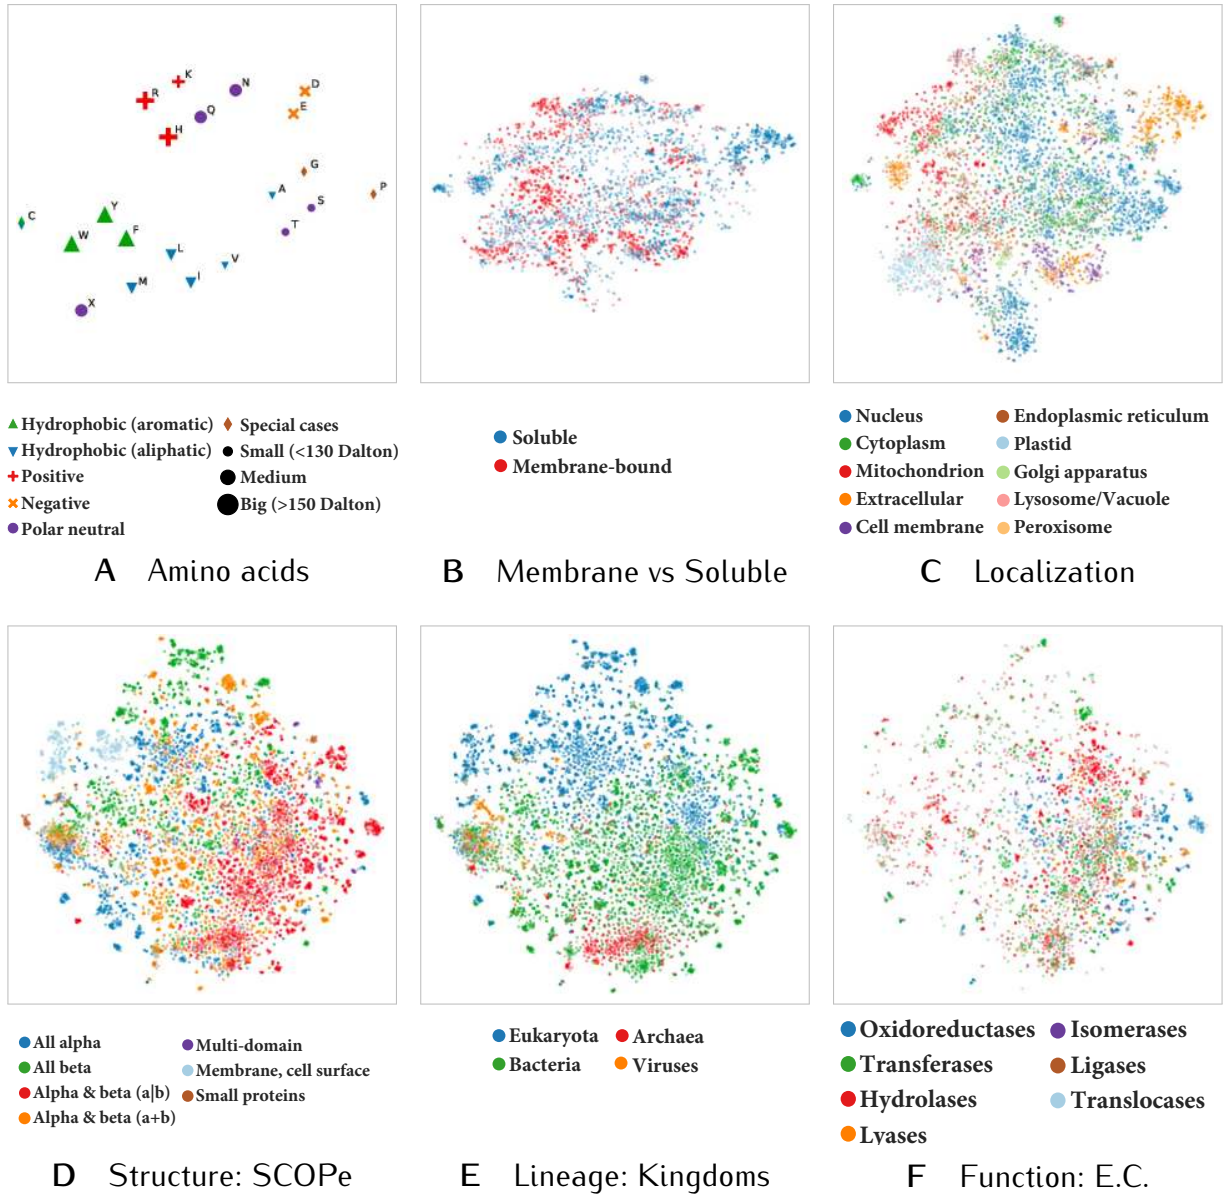 K
R
N
Q
H
D
E
G
A
S
P
T
C
Y
W
F
L
V
M
I
X
Hydrophobic (aromatic)
Hydrophobic (aliphatic)
Positive
Negative
Polar neutral
Special cases
Small (<130 Dalton)
Medium
Big (>150 Dalton)
A Amino acids
Soluble
Membrane-bound
B Membrane vs Soluble
Nucleus
Cytoplasm
Mitochondrion
Extracellular
Cell membrane
Endoplasmic reticulum
Plastid
Golgi apparatus
Lysosome/Vacuole
Peroxisome
C Localization
All alpha
All beta
Alpha & beta (a|b)
Alpha & beta (a+b)
Multi-domain
Membrane, cell surface
Small proteins
D Structure: SCOPe
Eukaryota
Bacteria
Archaea
Viruses
E Lineage: Kingdoms
Oxidoreductases
Transferases
Hydrolases
Lyases
Isomerases
Ligases
Translocases
F Function: E.C.